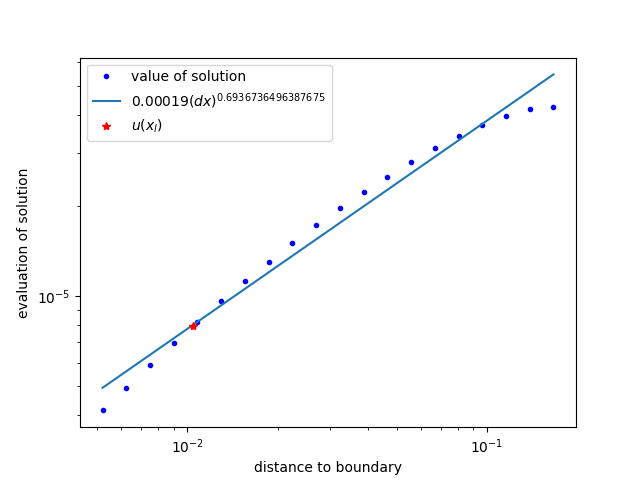 value of solution
0.00019(dx)^0.6936736496387675
u(x_l)
evaluation of solution
10^-5
10^-2
10^-1
distance to boundary